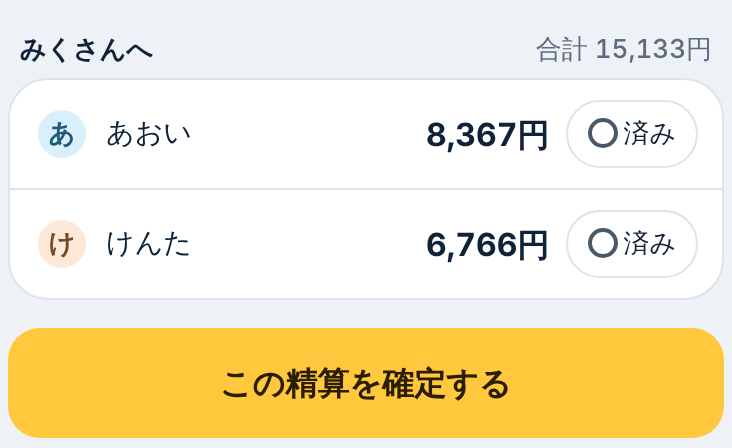 みくさんへ 合計 15,133円
あ あおい 8,367円 済み
け けんた 6,766円 済み
この精算を確定する